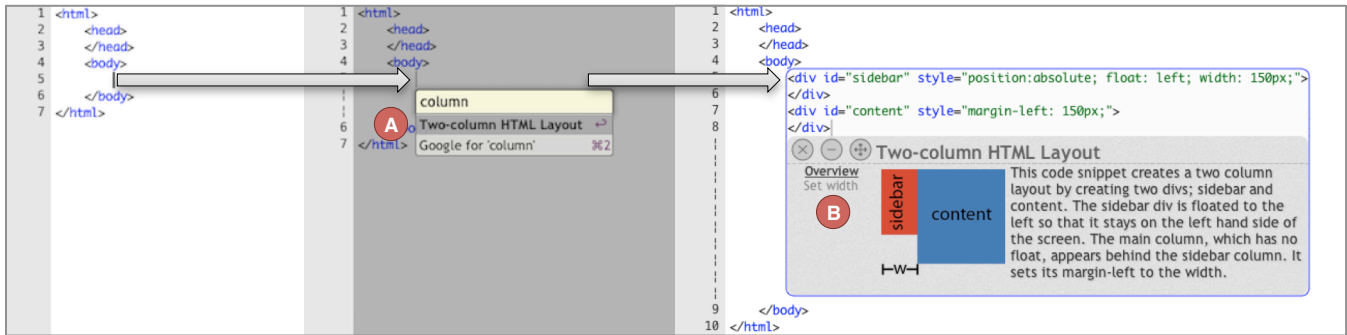 1 <html>
2 <head>
3 </head>
4 <body>
5
6 </body>
7 </html>
1 <html>
2 <head>
3 </head>
4 <body>
column
A
Two-column HTML Layout ↩
6
7 </html>
Google for 'column' ⌘2
1 <html>
2 <head>
3 </head>
4 <body>
<div id="sidebar" style="position:absolute; float: left; width: 150px;">
6 </div>
7 <div id="content" style="margin-left: 150px;">
8 </div>
Two-column HTML Layout
Overview
Set width
B
sidebar
content
W
This code snippet creates a two column
layout by creating two divs; sidebar and
content. The sidebar div is floated to the
left so that it stays on the left hand side of
the screen. The main column, which has no
float, appears behind the sidebar column. It
sets its margin-left to the width.
9 </body>
10 </html>